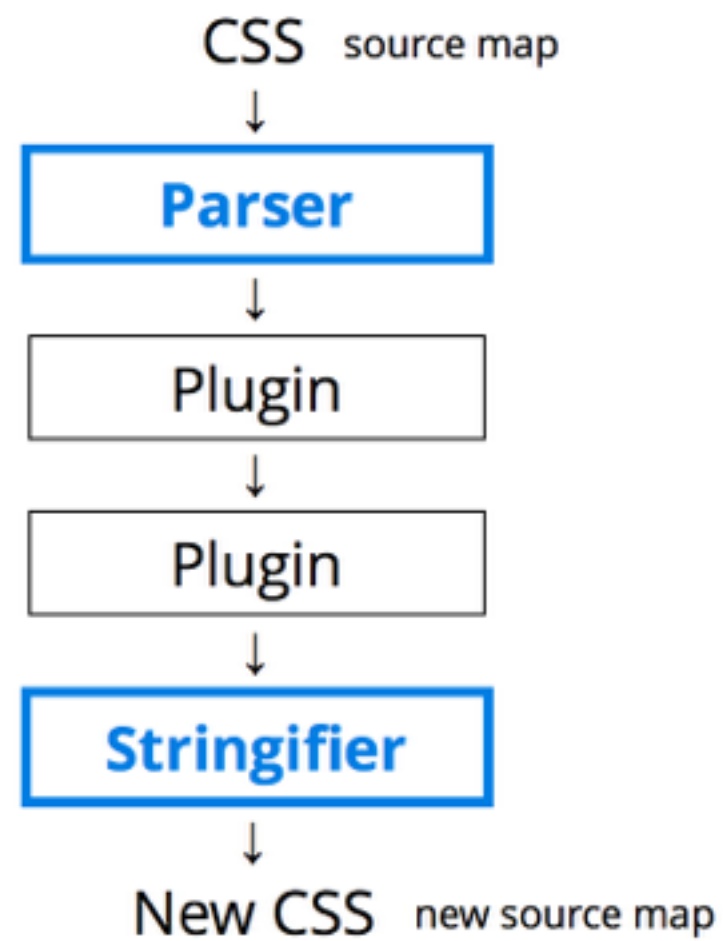 CSS source map
↓
Parser
↓
Plugin
↓
Plugin
↓
Stringifier
↓
New CSS new source map